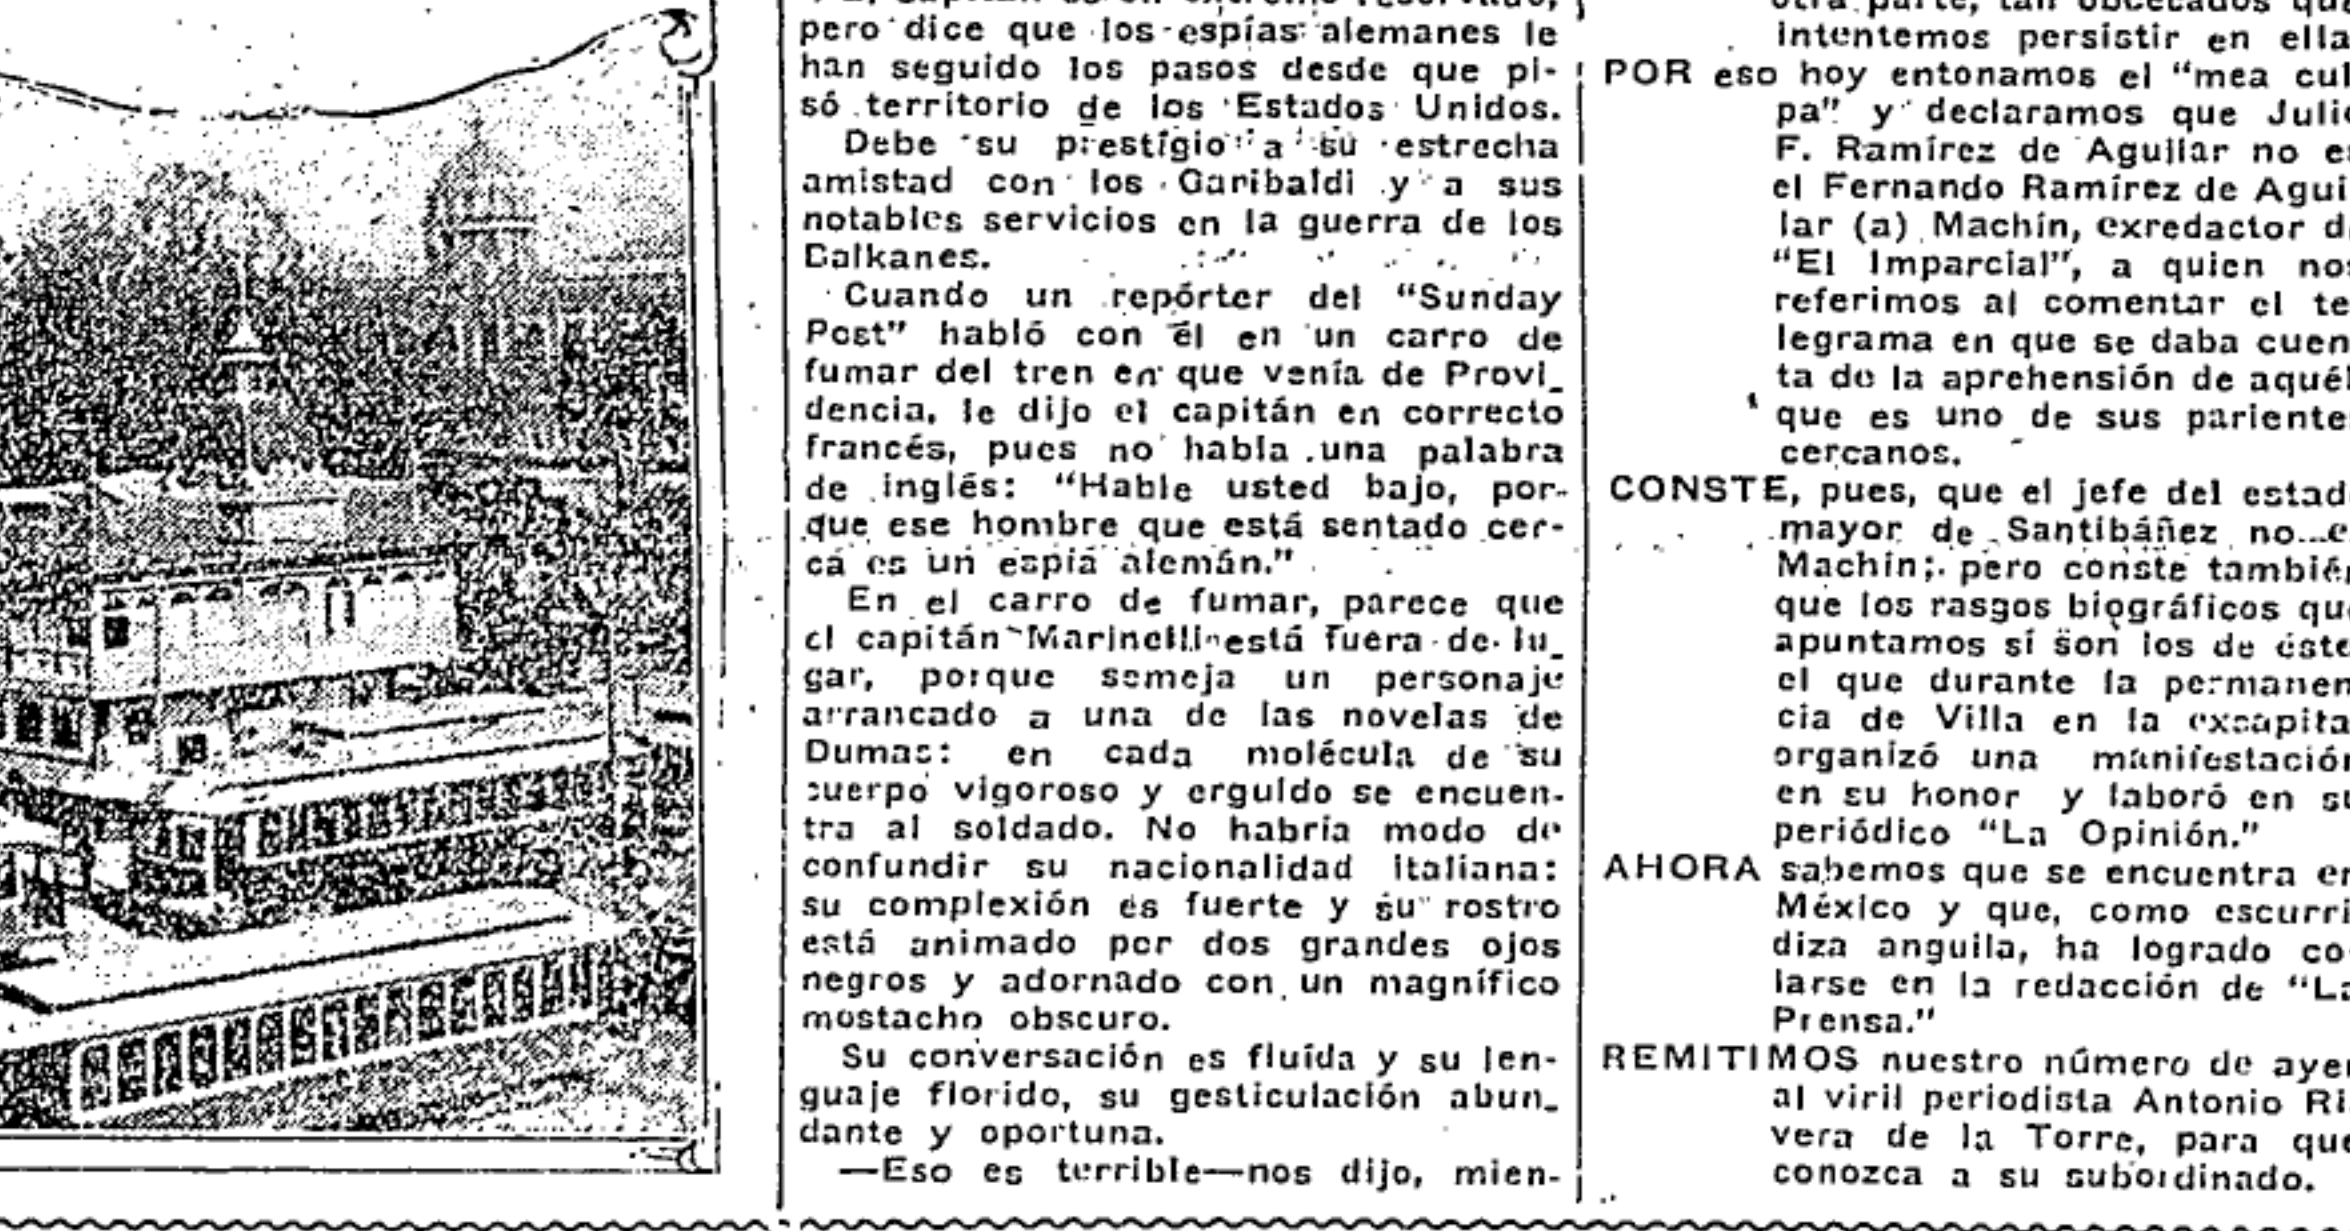 pero dice que los espías alemanes le
han seguido los pasos desde que pi-
só territorio de los Estados Unidos.
Debe su prestigio a su estrecha
amistad con los Garibaldi y a sus
notables servicios en la guerra de los
Balkanes.
Cuando un repórter del "Sunday
Post" habló con él en un carro de
fumar del tren en que venía de Provi_
dencia, le dijo el capitán en correcto
francés, pues no habla una palabra
de inglés: "Hable usted bajo, por-
que ese hombre que está sentado cer-
ca es un espía alemán."
En el carro de fumar, parece que
el capitán Marinelli está fuera de lu_
gar, porque semeja un personaje
arrancado a una de las novelas de
Dumas: en cada molécula de su
cuerpo vigoroso y erguido se encuen-
tra al soldado. No habría modo de
confundir su nacionalidad italiana:
su complexión es fuerte y su rostro
está animado por dos grandes ojos
negros y adornado con un magnífico
mostacho obscuro.
Su conversación es fluída y su len-
guaje florido, su gesticulación abun_
dante y oportuna.
—Eso es terrible—nos dijo, mien-
intentemos persistir en ella
POR eso hoy entonamos el "mea cul
pa" y declaramos que Julio
F. Ramírez de Aguilar no es
el Fernando Ramírez de Agui
lar (a) Machín, exredactor d
"El Imparcial", a quien nos
referimos al comentar el te
legrama en que se daba cuen
ta de la aprehensión de aquél
que es uno de sus pariente
cercanos.
CONSTE, pues, que el jefe del estad
mayor de Santibáñez no e
Machín; pero conste también
que los rasgos biográficos que
apuntamos sí son los de éste
el que durante la permanen
cia de Villa en la excapita
organizó una manifestación
en su honor y laboró en su
periódico "La Opinión."
AHORA sabemos que se encuentra en
México y que, como escurri
diza anguila, ha logrado co-
larse en la redacción de "La
Prensa."
REMITIMOS nuestro número de ayer
al viril periodista Antonio Ri
vera de la Torre, para que
conozca a su subordinado.